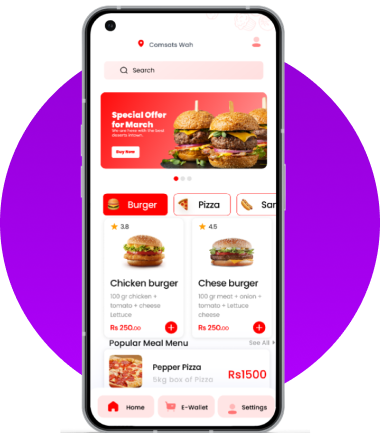 Comsats Wah
Search
Special Offer
for March
We are here with the best
deserts intown.
Buy Now
Burger
Pizza
Sar
3.8
4.5
Chicken burger
Chese burger
100 gr chicken +
tomato + cheese
Lettuce
100 gr meat + onion +
tomato + Lettuce
cheese
Rs 250.00
Rs 250.00
Popular Meal Menu
See All
Pepper Pizza
5kg box of Pizza
Rs1500
Home
E-Wallet
Settings